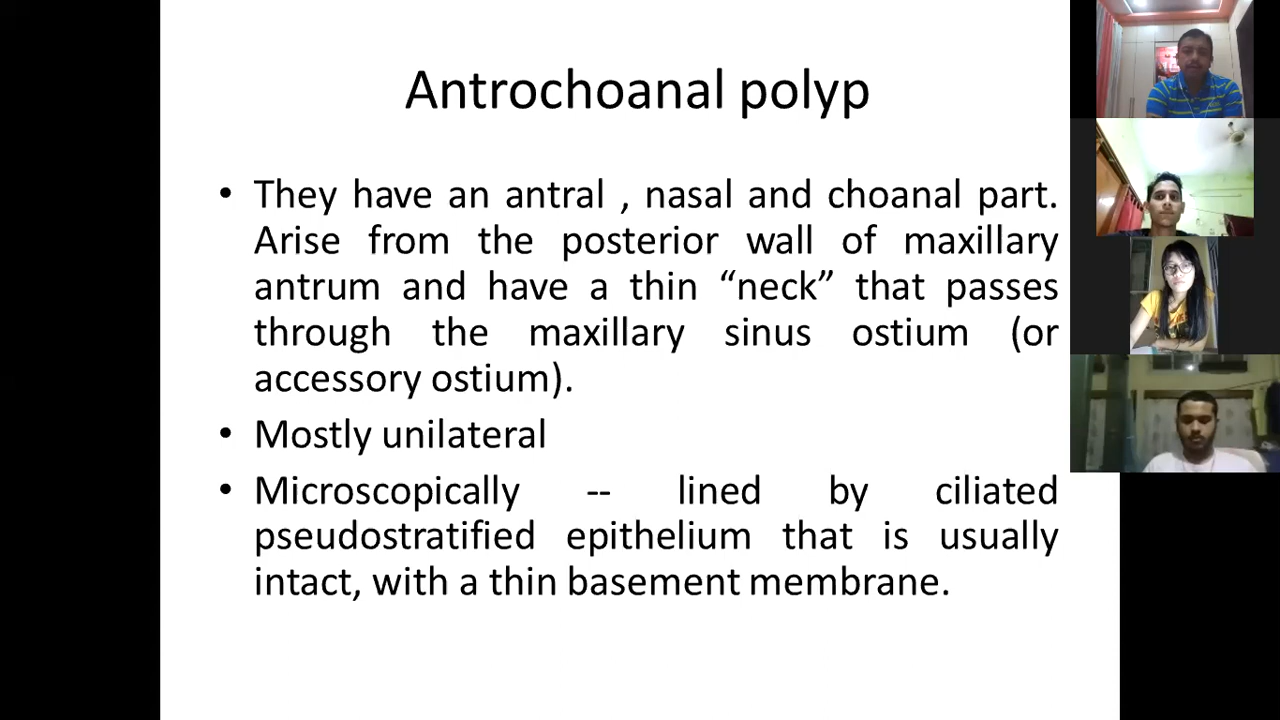 Antrochoanal polyp
• They have an antral , nasal and choanal part.
Arise from the posterior wall of maxillary
antrum and have a thin “neck” that passes
through the maxillary sinus ostium (or
accessory ostium).
• Mostly unilateral
• Microscopically -- lined by ciliated
pseudostratified epithelium that is usually
intact, with a thin basement membrane.